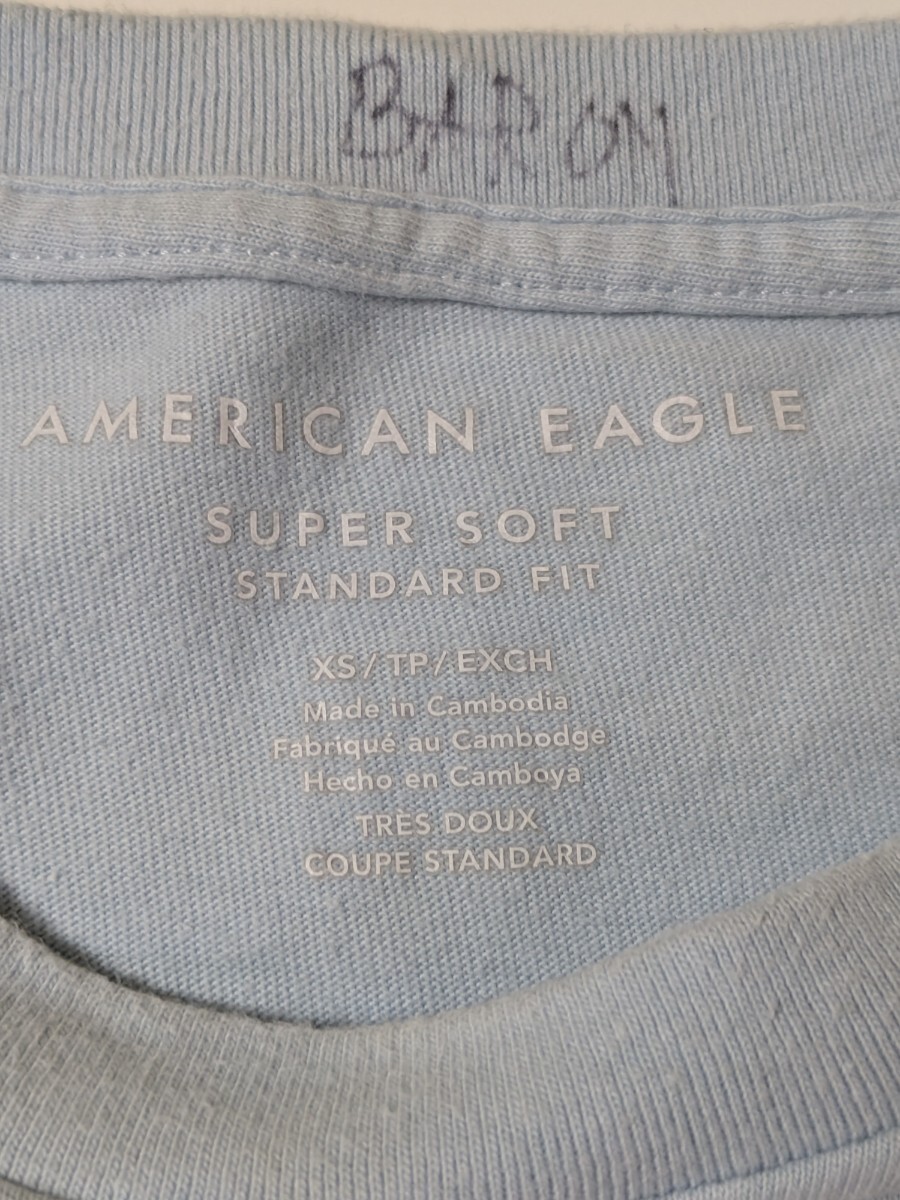 BARON
AMERICAN EAGLE
SUPER SOFT
STANDARD FIT
XS/TP/EXCH
Made in Cambodia
Fabriqué au Cambodge
Hecho en Camboya
TRÈS DOUX
COUPE STANDARD